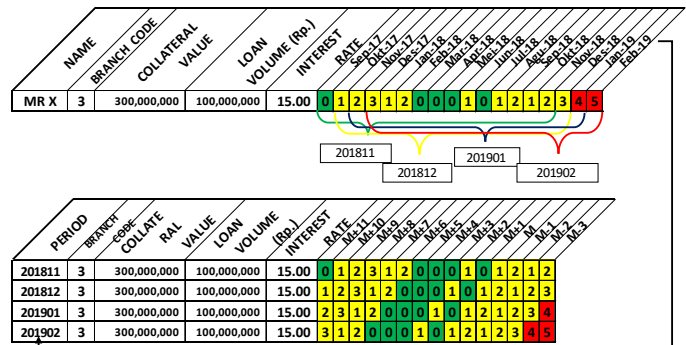 NAME
BRANCH CODE
COLLATERAL
VALUE
LOAN
VOLUME (Rp.)
INTEREST
RATE
Sep-17
Okt-17
Nov-17
Des-17
Jan-18
Feb-18
Mar-18
Apr-18
Mei-18
Jun-18
Jul-18
Agu-18
Sep-18
Okt-18
Nov-18
Des-18
Jan-19
Feb-19
MR X 3 300,000,000 100,000,000 15.00 0 1 2 3 1 2 0 0 0 1 0 1 2 1 2 3 4 5
201811
201812
201901
201902
PERIOD
BRANCH
CODE
COLLATE
RAL
VALUE
LOAN
VOLUME
(Rp.)
INTEREST
RATE
M+11
M+10
M+9
M+8
M+7
M+6
M+5
M+4
M+3
M+2
M+1
M
M-1
M-2
M-3
201811 3 300,000,000 100,000,000 15.00 0 1 2 3 1 2 0 0 0 1 0 1 2 1 2
201812 3 300,000,000 100,000,000 15.00 1 2 3 1 2 0 0 0 1 0 1 2 1 2 3
201901 3 300,000,000 100,000,000 15.00 2 3 1 2 0 0 0 1 0 1 2 1 2 3 4
201902 3 300,000,000 100,000,000 15.00 3 1 2 0 0 0 1 0 1 2 1 2 3 4 5